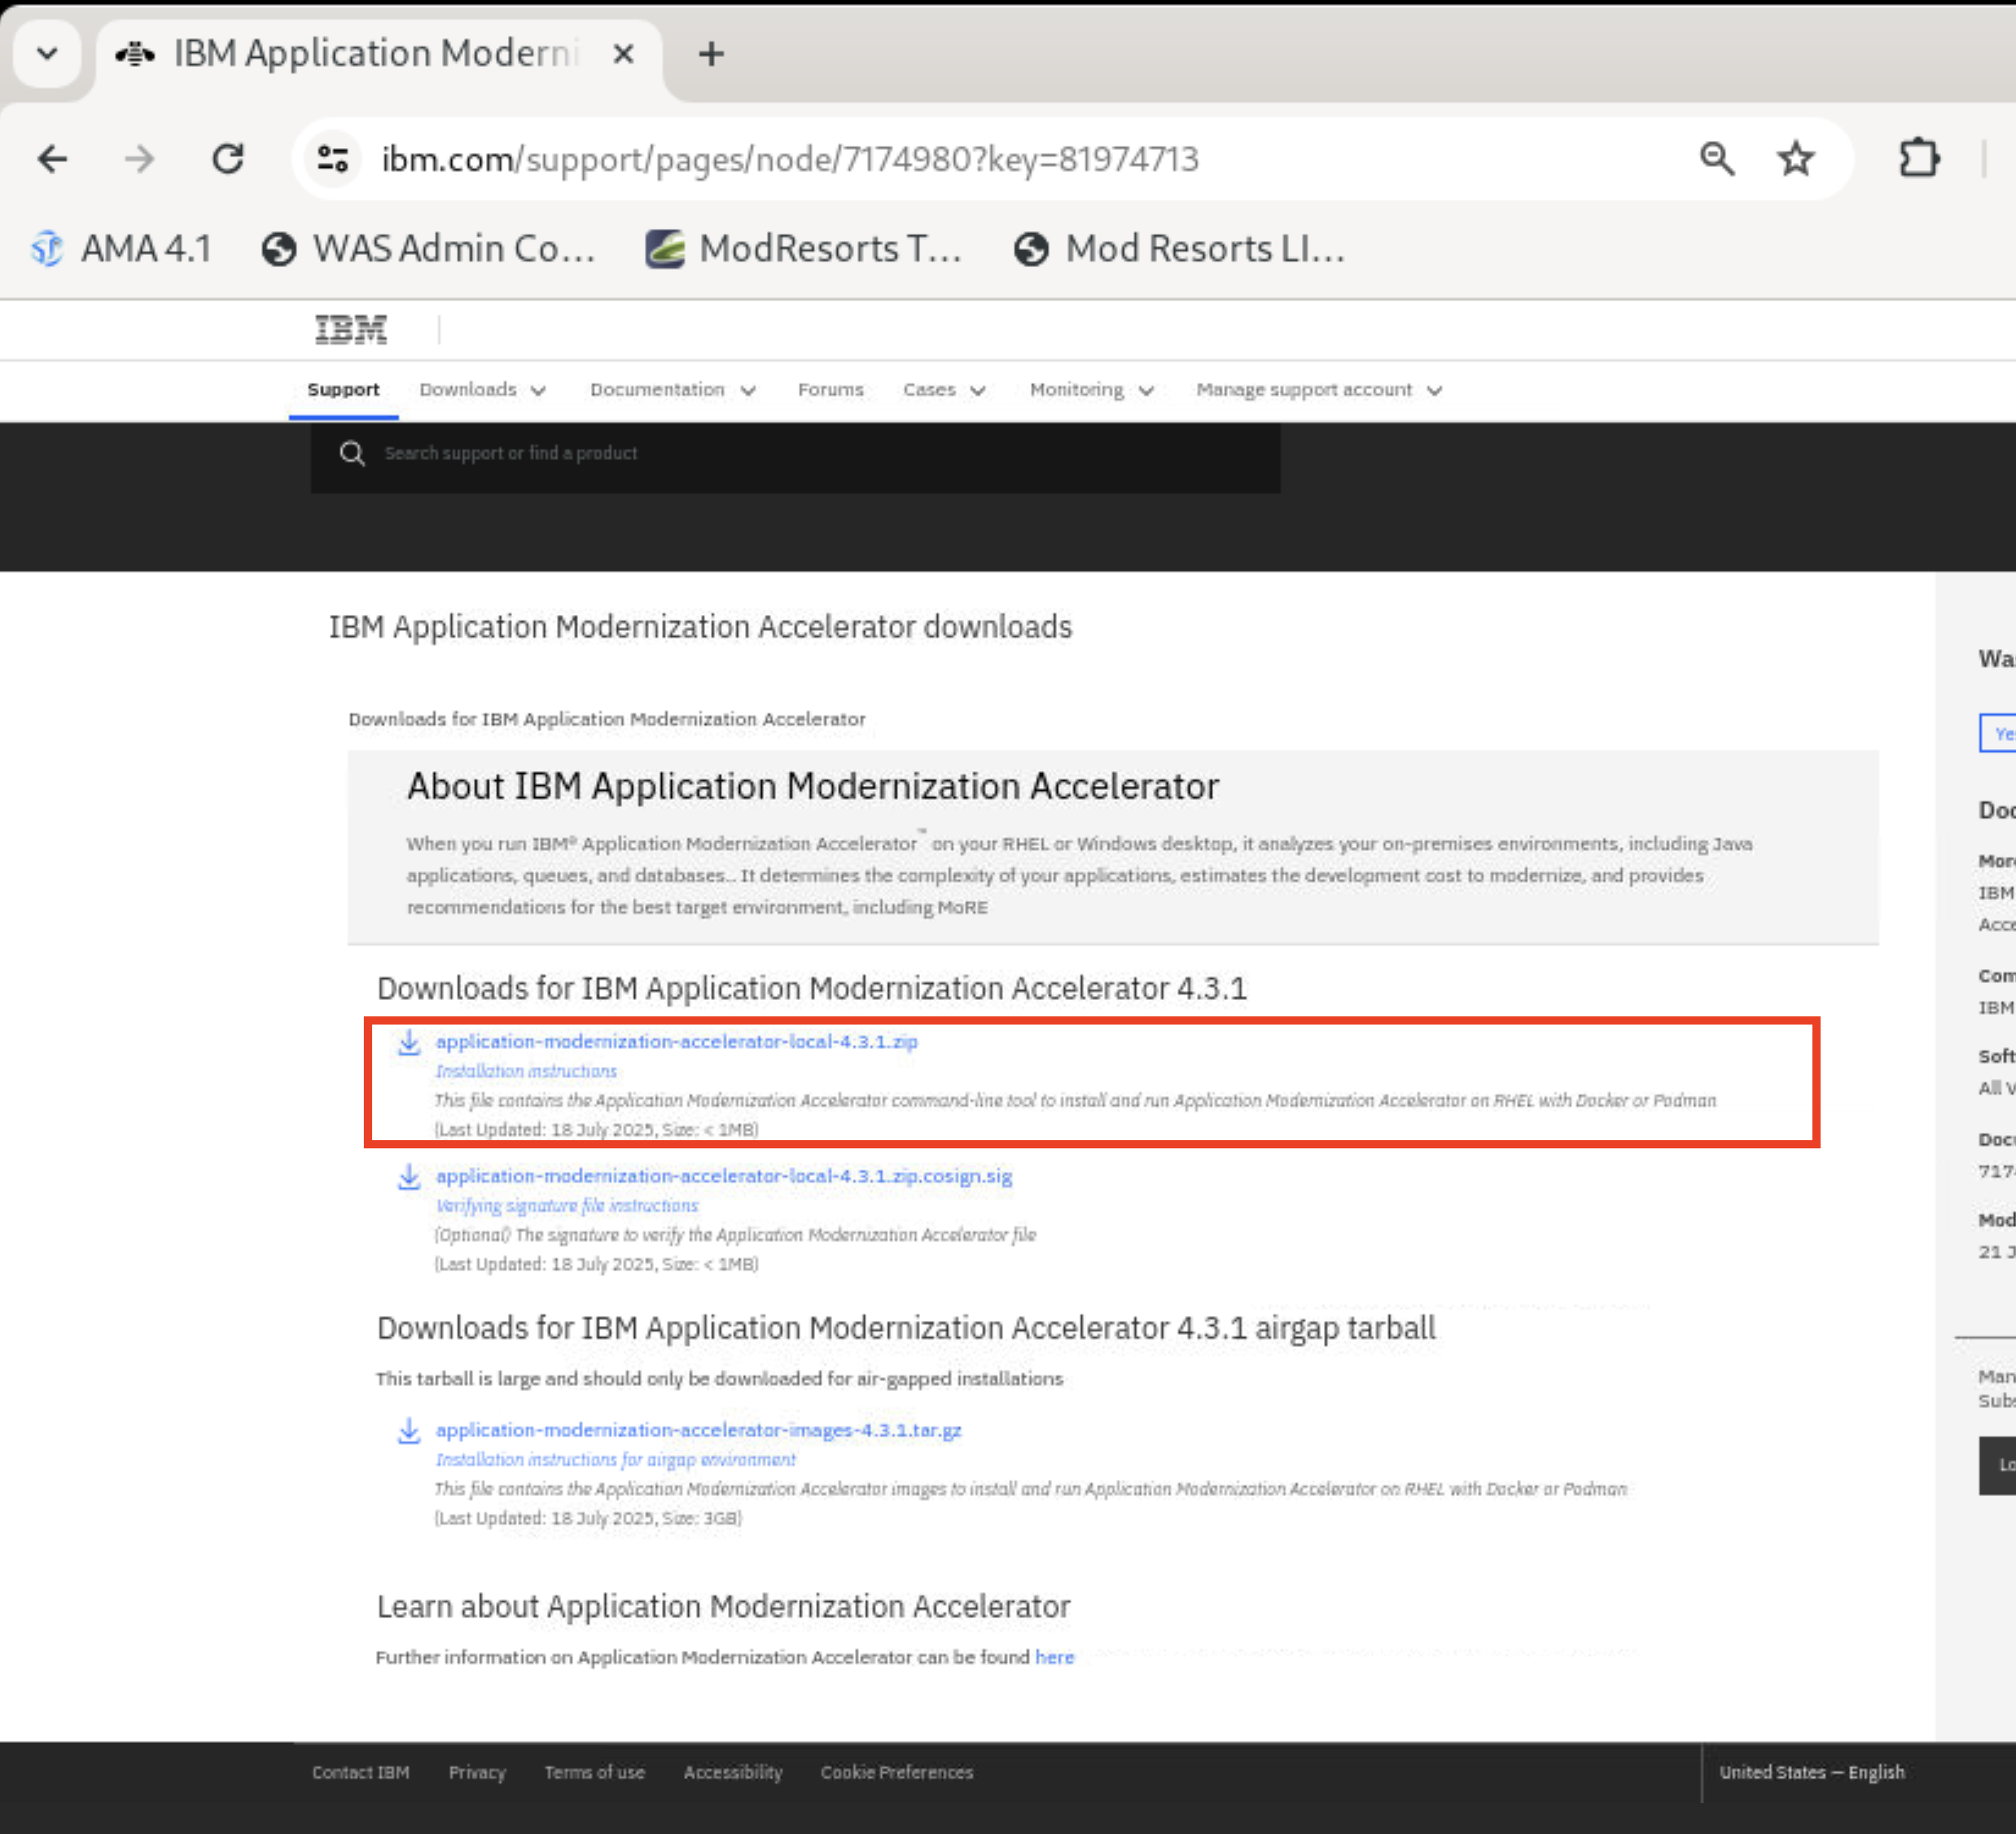 IBM Application Moderni
ibm.com/support/pages/node/7174980?key=81974713
AMA 4.1
WAS Admin Co...
ModResorts T...
Mod Resorts LI...
IBM
Support
Downloads
Documentation
Forums
Cases
Monitoring
Manage support account
Search support or find a product
IBM Application Modernization Accelerator downloads
Downloads for IBM Application Modernization Accelerator
About IBM Application Modernization Accelerator
When you run IBM® Application Modernization Accelerator™ on your RHEL or Windows desktop, it analyzes your on-premises environments, including Java
applications, queues, and databases.. It determines the complexity of your applications, estimates the development cost to modernize, and provides
recommendations for the best target environment, including MoRE
Downloads for IBM Application Modernization Accelerator 4.3.1
application-modernization-accelerator-local-4.3.1.zip
Installation instructions
This file contains the Application Modernization Accelerator command-line tool to install and run Application Modernization Accelerator on RHEL with Docker or Podman
(Last Updated: 18 July 2025, Size: < 1MB)
application-modernization-accelerator-local-4.3.1.zip.cosign.sig
Verifying signature file instructions
(Optional) The signature to verify the Application Modernization Accelerator file
(Last Updated: 18 July 2025, Size: < 1MB)
Downloads for IBM Application Modernization Accelerator 4.3.1 airgap tarball
This tarball is large and should only be downloaded for air-gapped installations
application-modernization-accelerator-images-4.3.1.tar.gz
Installation instructions for airgap environment
This file contains the Application Modernization Accelerator images to install and run Application Modernization Accelerator on RHEL with Docker or Podman
(Last Updated: 18 July 2025, Size: 3GB)
Learn about Application Modernization Accelerator
Further information on Application Modernization Accelerator can be found here
Wa
Ye
Doc
More
IBM
Acce
Com
IBM
Soft
All V
Docu
717
Mod
21 J
Man
Subs
Lo
Contact IBM
Privacy
Terms of use
Accessibility
Cookie Preferences
United States — English